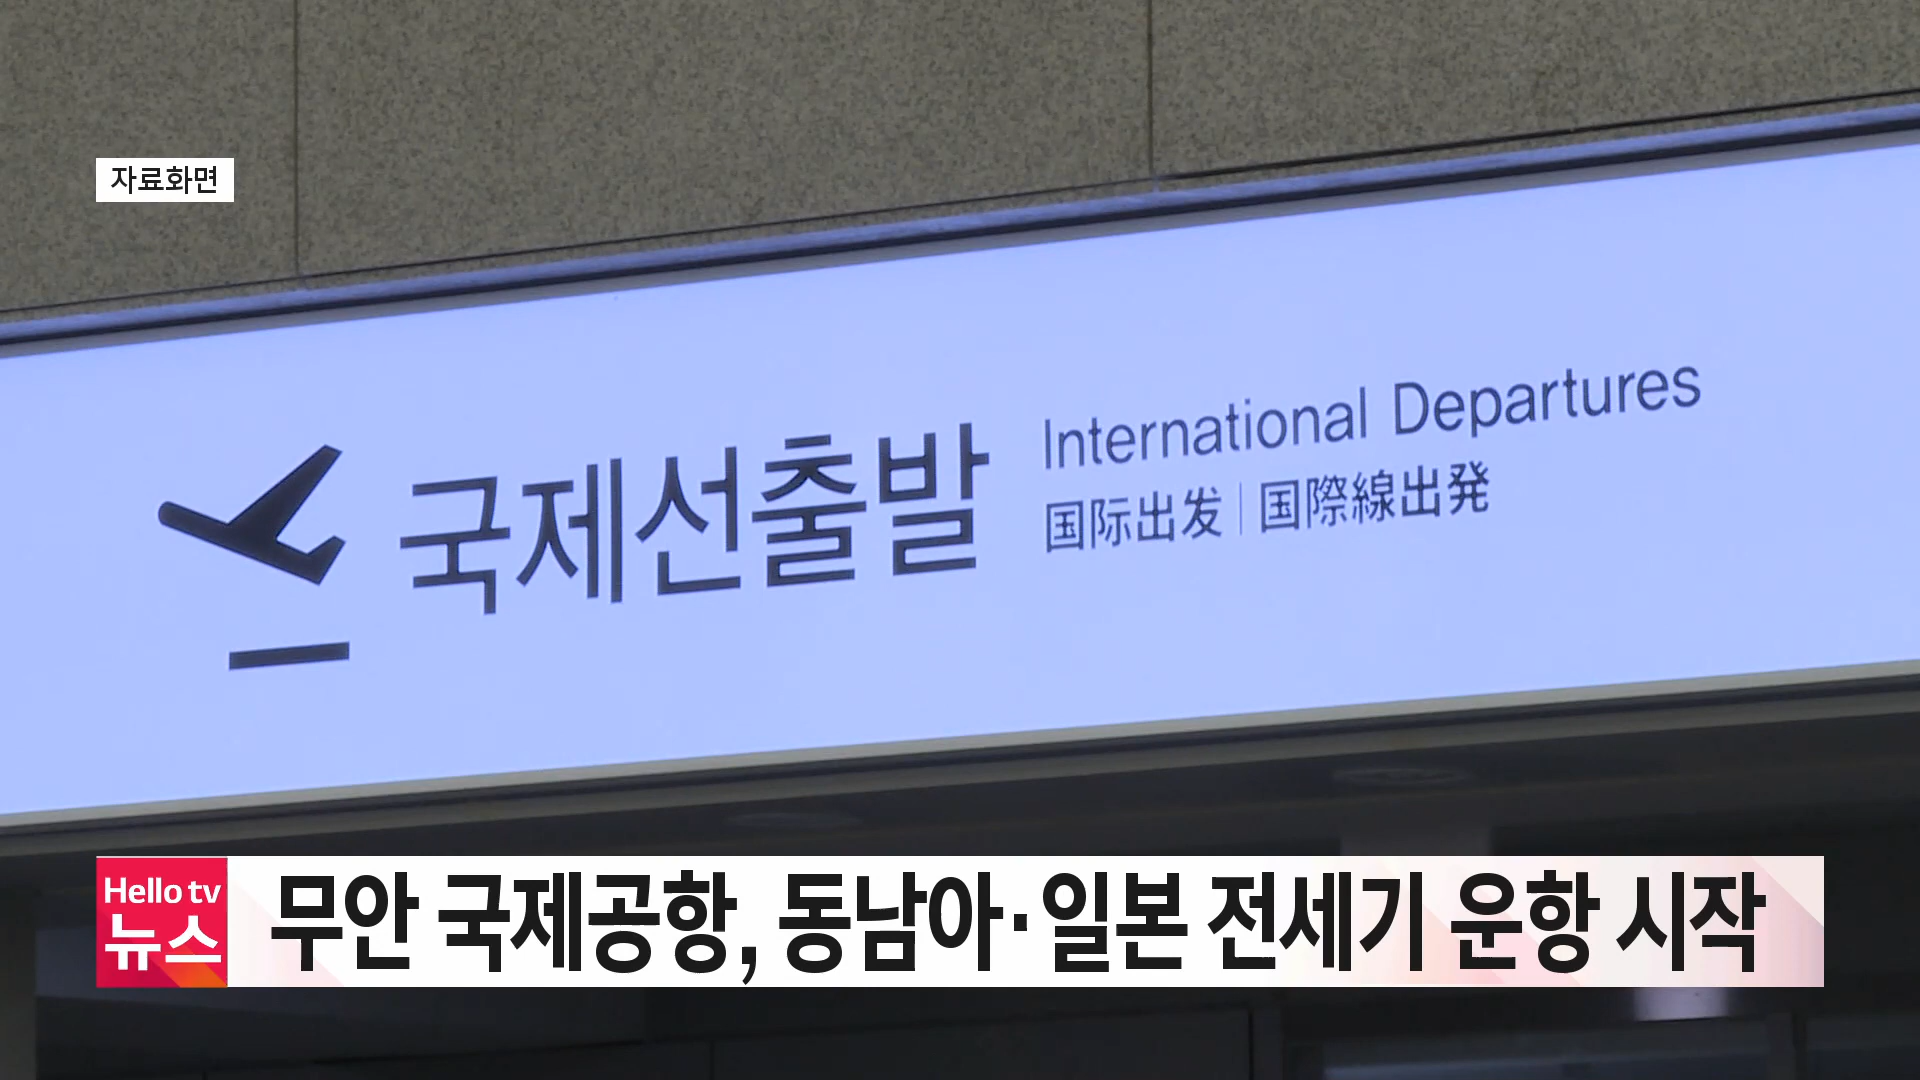 자료화면
국제선출발
International Departures
国际出发 | 国際線出発
Hello tv
뉴스
무안 국제공항, 동남아·일본 전세기 운항 시작